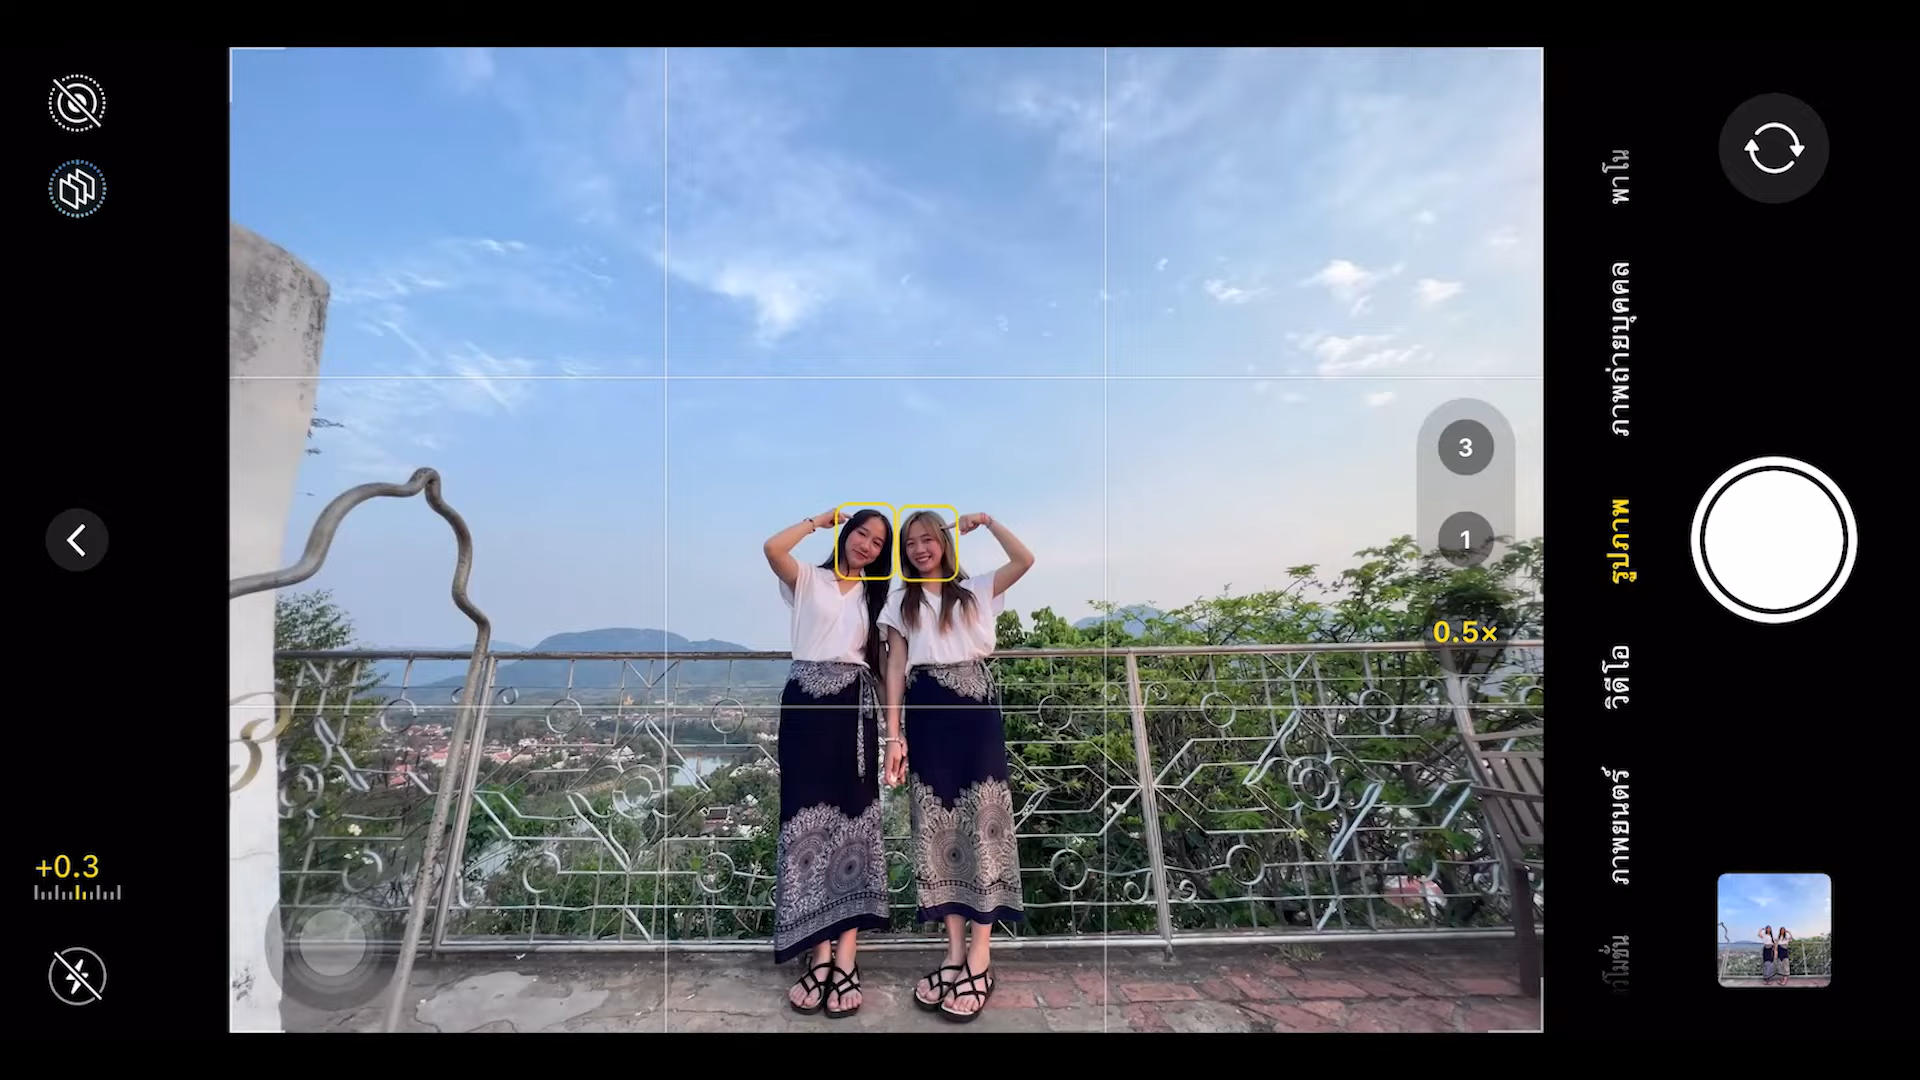 +0.3
3
1
0.5×
พาโน
ภาพถ่ายบุคคล
รูปภาพ
วิดีโอ
ภาพยนตร์